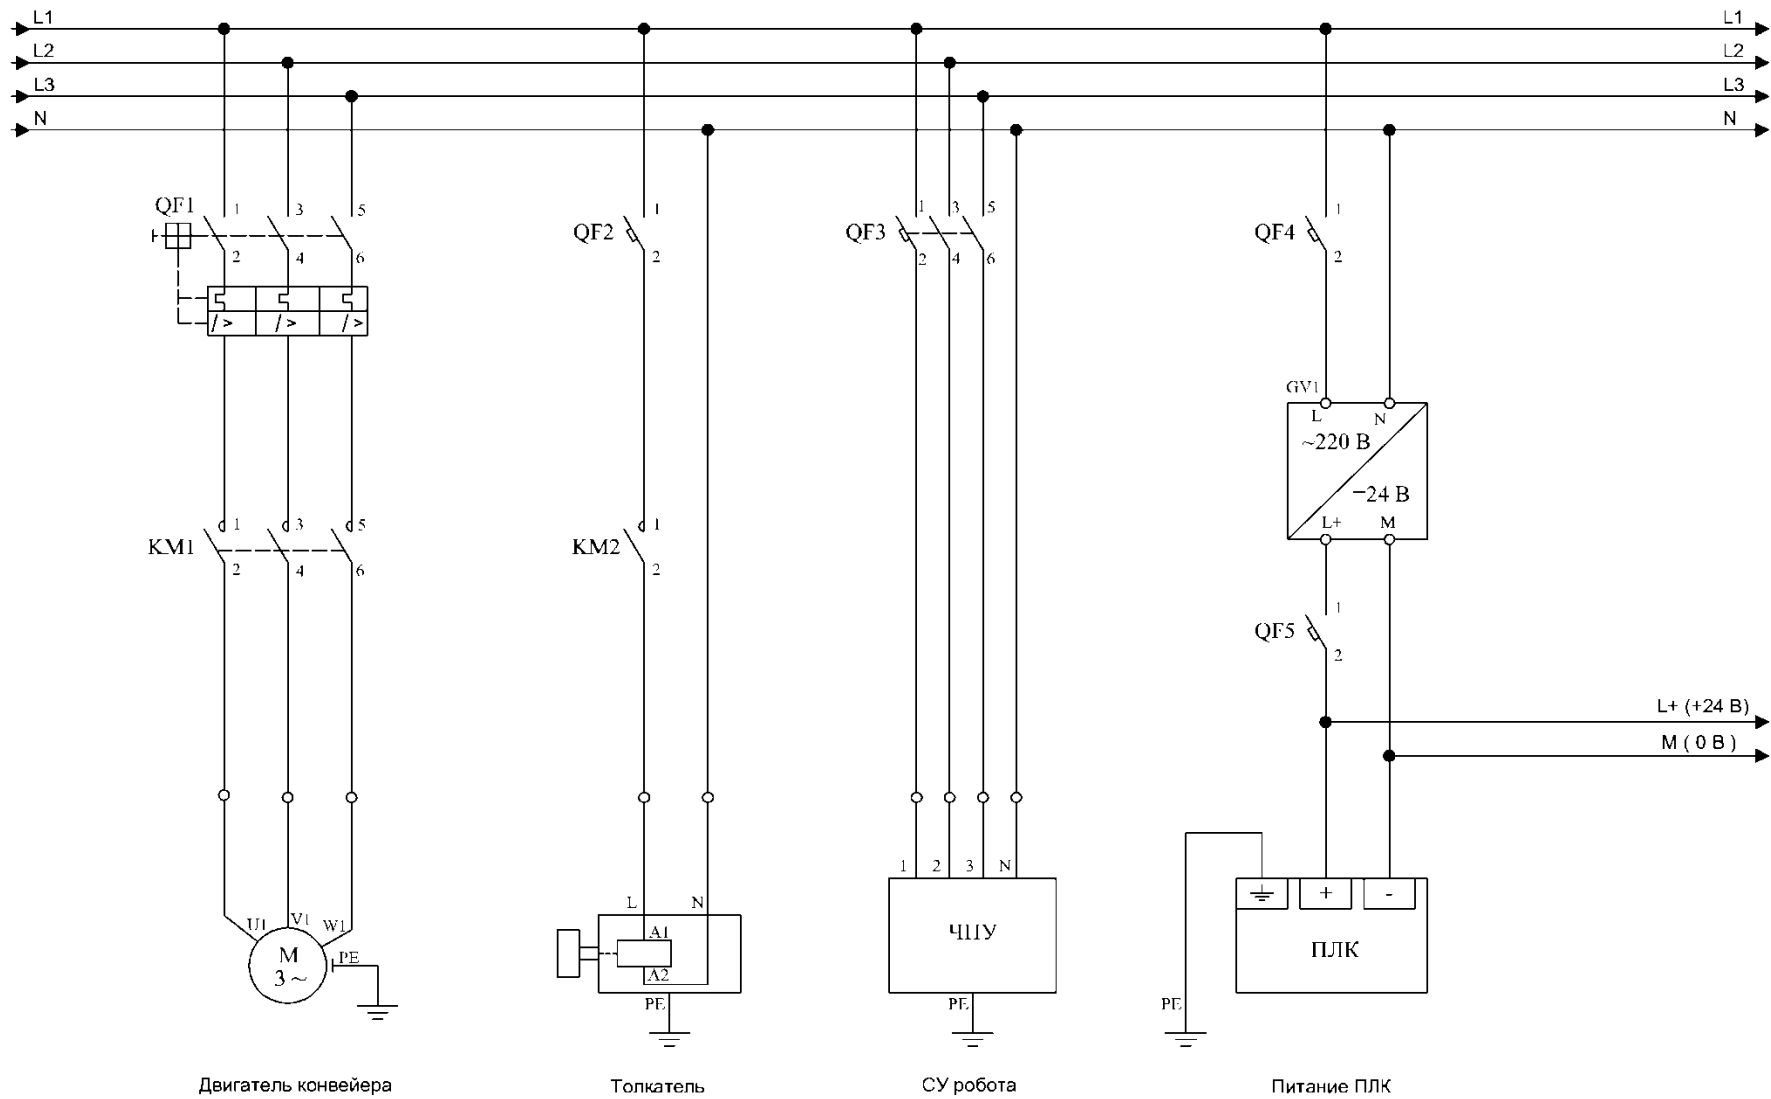 L1 L1
L2 L2
L3 L3
N N
QF1 1 3 5
2 4 6
QF2 1
2
QF3 1 3 5
2 4 6
QF4 1
2
GV1
L N
~220 В
24 В
L+ M
KM1 1 3 5
2 4 6
KM2 1
2
QF5 1
2
L+ (+24 В)
M ( 0 В )
U1 V1 W1
M
3 ~
PE
L N
A1
A2
PE
1 2 3 N
ЧПУ
PE
+ -
ПЛК
PE
Двигатель конвейера
Толкатель
СУ робота
Питание ПЛК